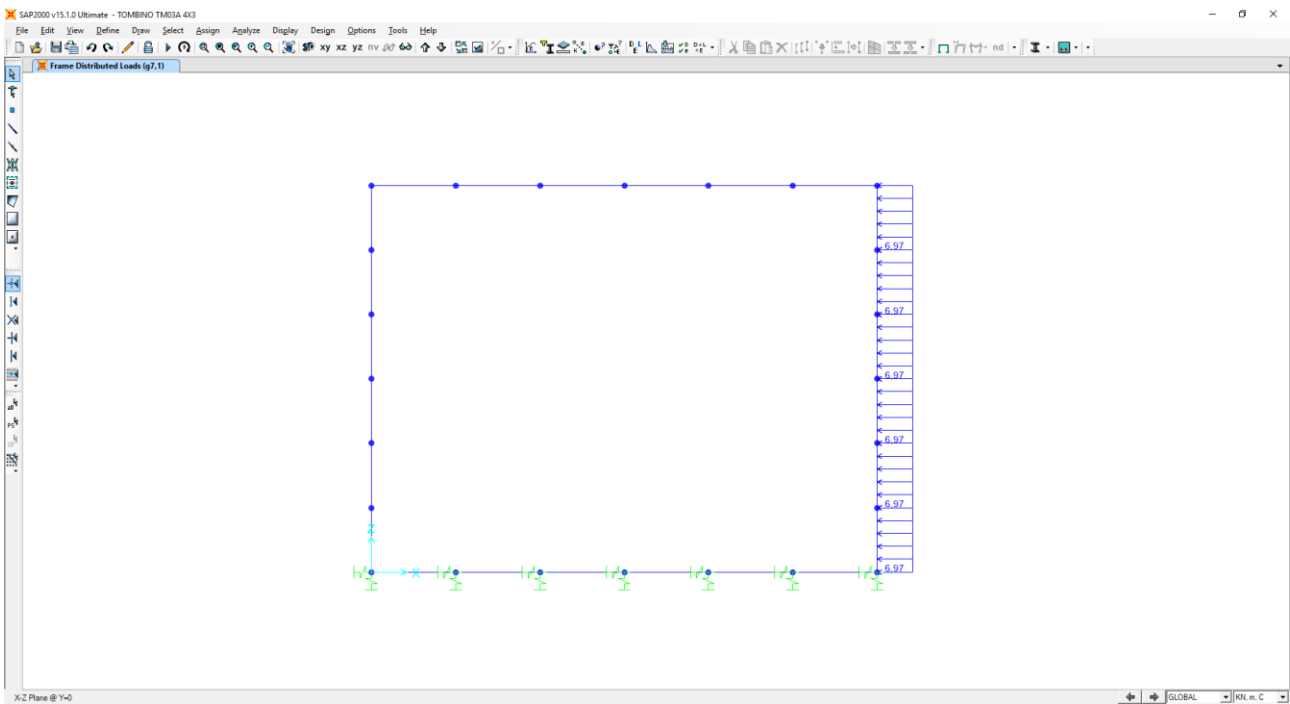 SAP2000 v15.1.0 Ultimate - TOMBINO TM03A 4X3
File Edit View Define Draw Select Assign Analyze Display Design Options Tools Help
xy xz yz nv
nd
Frame Distributed Loads (g7,1)
6,97
6,97
6,97
6,97
6,97
6,97
Z
X
X-Z Plane @ Y=0
GLOBAL
KN, m, C